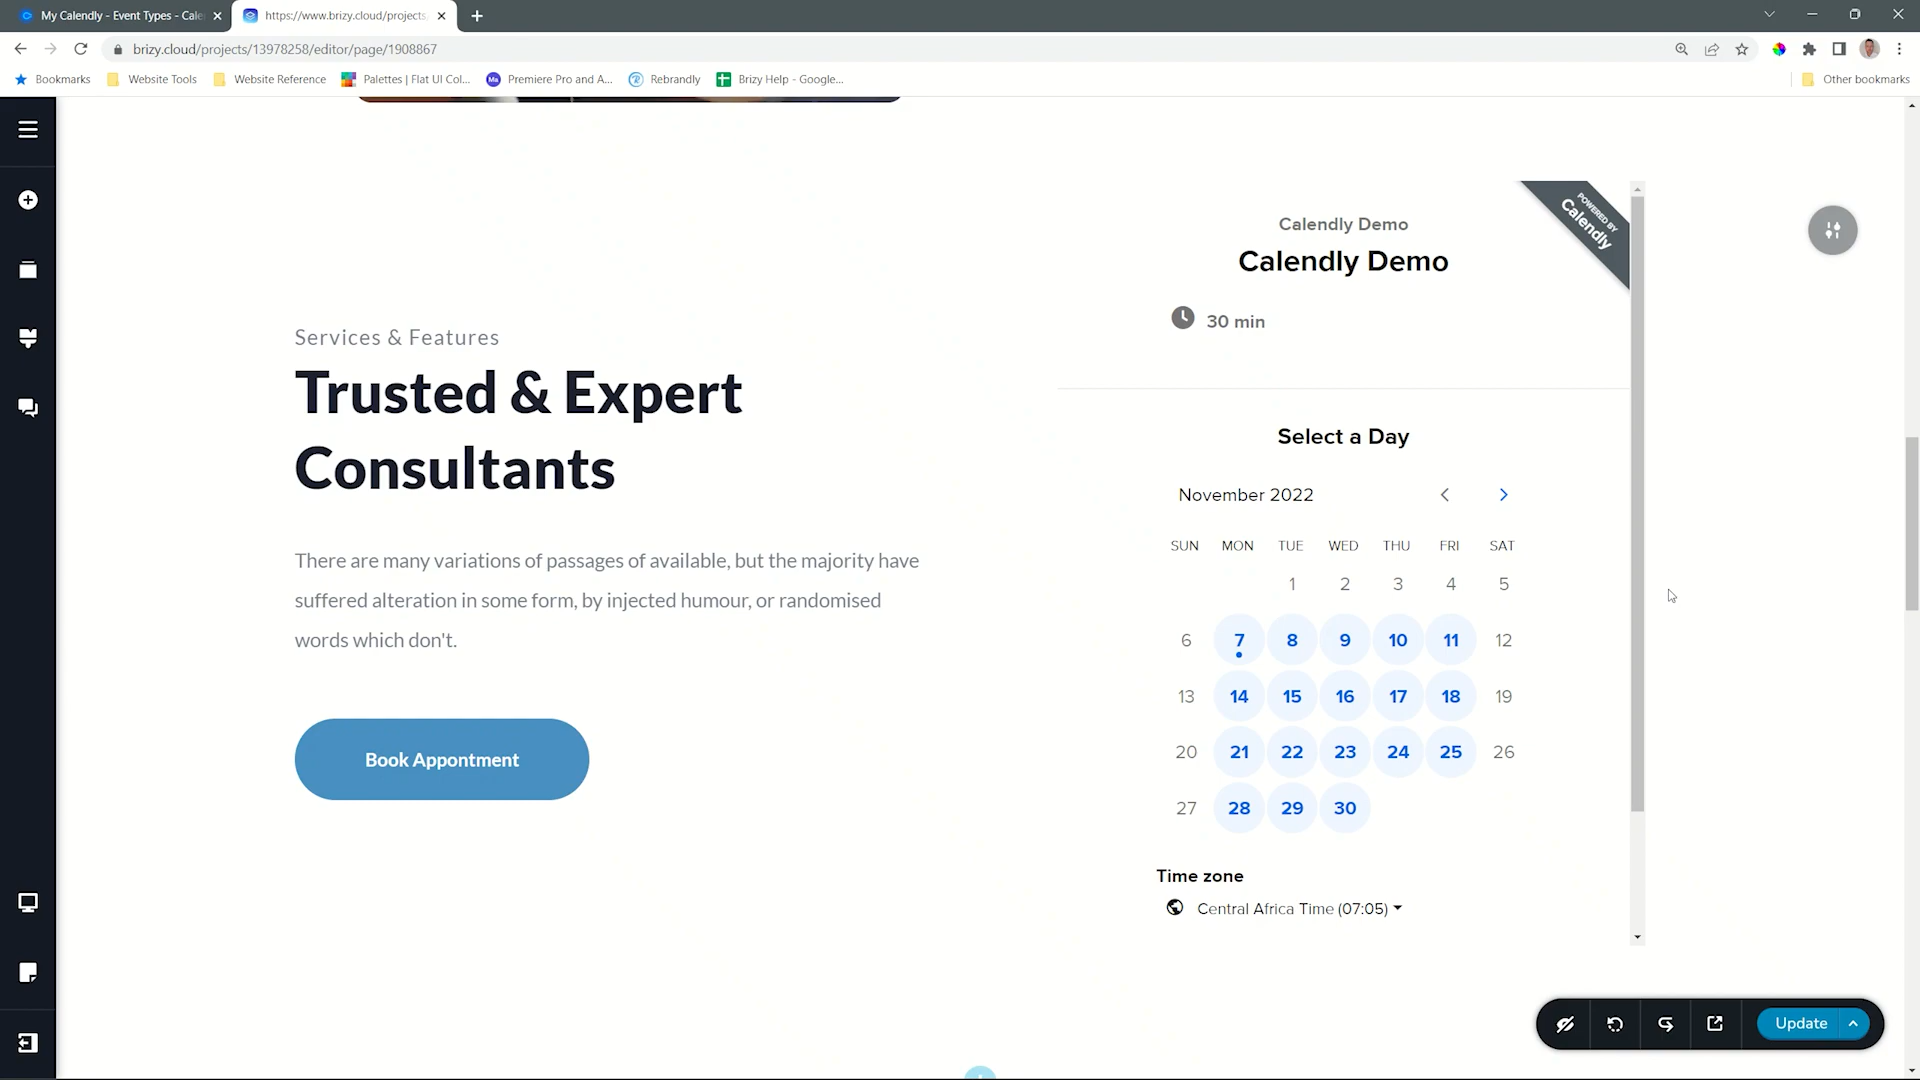 My Calendly - Event Types - Cale
https://www.brizy.cloud/projects
brizy.cloud/projects/13978258/editor/page/1908867
Bookmarks
Website Tools
Website Reference
Palettes | Flat UI Col...
Ma
Premiere Pro and A...
Rebrandly
Brizy Help - Google...
Other bookmarks
POWERED BY
Calendly
Calendly Demo
Calendly Demo
30 min
Services & Features
Trusted & Expert
Consultants
There are many variations of passages of available, but the majority have
suffered alteration in some form, by injected humour, or randomised
words which don't.
Book Appontment
Select a Day
November 2022
SUN MON TUE WED THU FRI SAT
1 2 3 4 5
6 7 8 9 10 11 12
13 14 15 16 17 18 19
20 21 22 23 24 25 26
27 28 29 30
Time zone
Central Africa Time (07:05)
Update